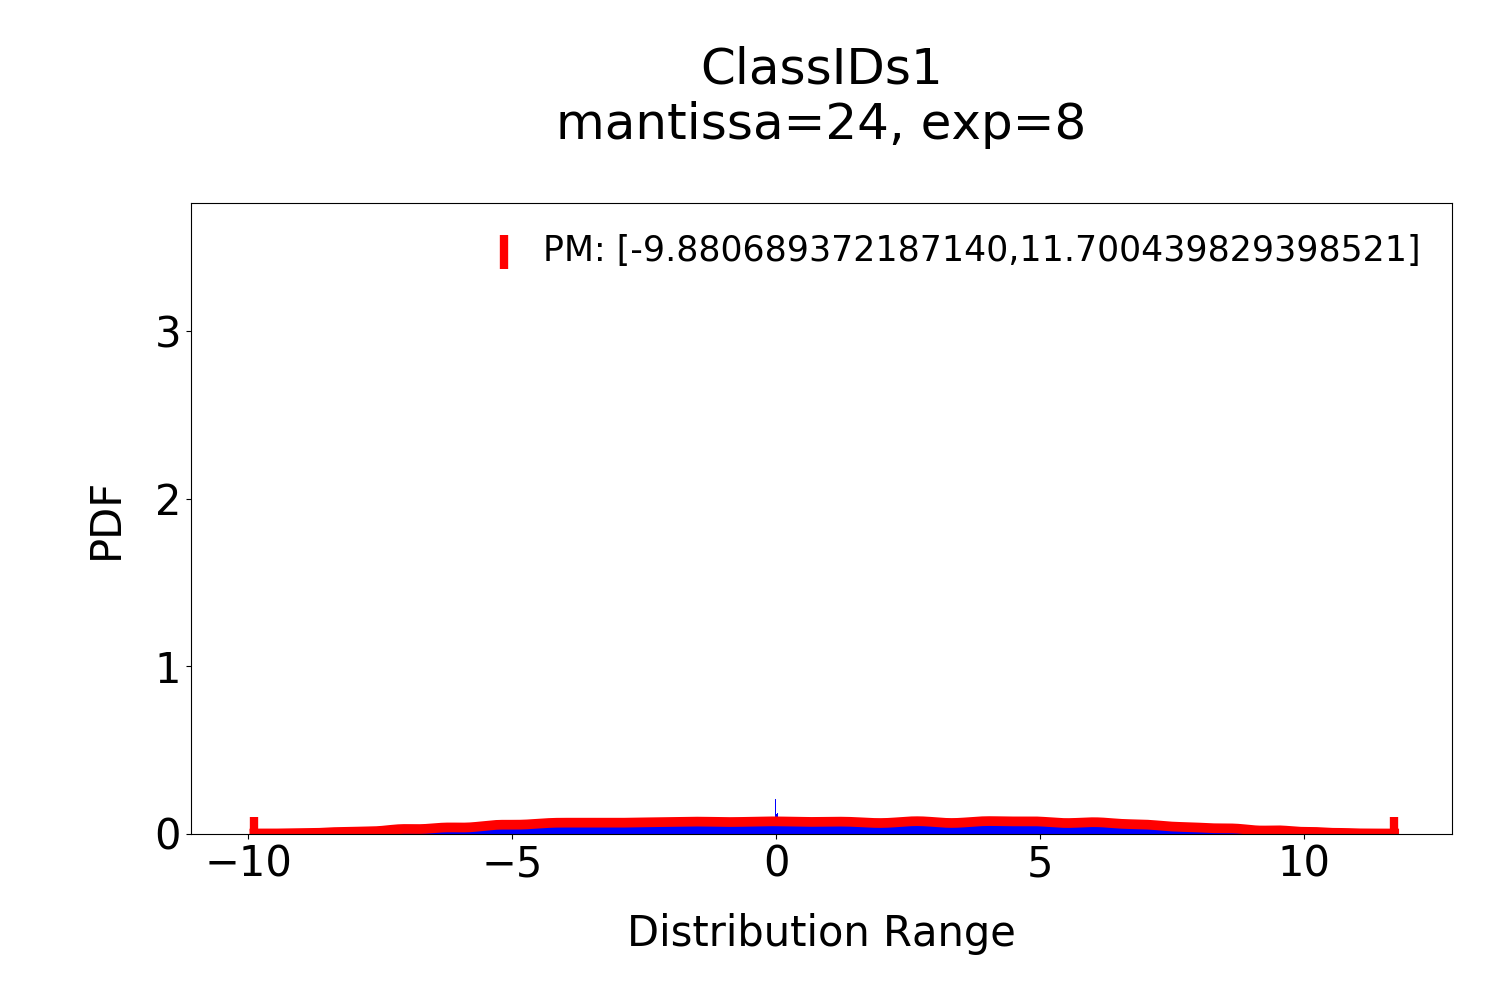 ClassIDs1
mantissa=24, exp=8
PM: [-9.880689372187140,11.700439829398521]
3
2
1
0
PDF
−10
−5
0
5
10
Distribution Range